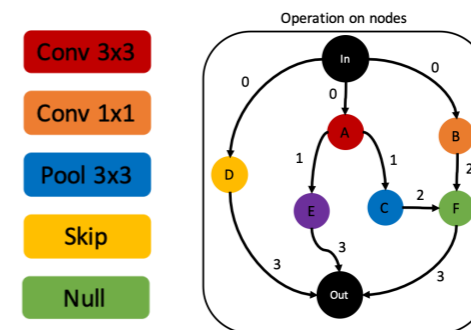 Conv 3x3
Conv 1x1
Pool 3x3
Skip
Null
Operation on nodes
In
0
0
0
A
B
1
1
2
D
E
C
2
F
3
3
3
Out